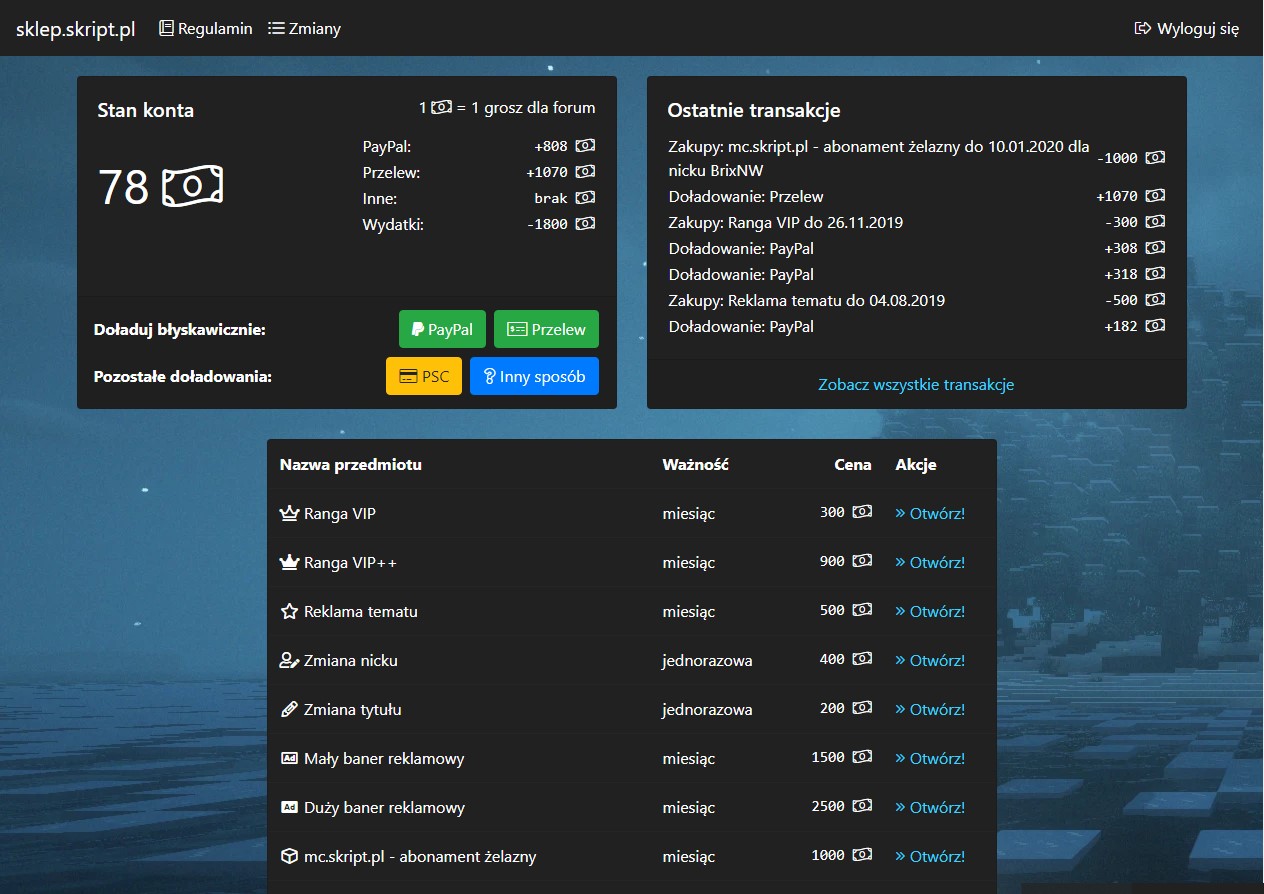 sklep.skript.pl Regulamin Zmiany Wyloguj się
Stan konta
1 = 1 grosz dla forum
78
PayPal: +808
Przelew: +1070
Inne: brak
Wydatki: -1800
Doładuj błyskawicznie: PayPal Przelew
Pozostałe doładowania: PSC Inny sposób
Ostatnie transakcje
Zakupy: mc.skript.pl - abonament żelazny do 10.01.2020 dla
nicku BrixNW -1000
Doładowanie: Przelew +1070
Zakupy: Ranga VIP do 26.11.2019 -300
Doładowanie: PayPal +308
Doładowanie: PayPal +318
Zakupy: Reklama tematu do 04.08.2019 -500
Doładowanie: PayPal +182
Zobacz wszystkie transakcje
Nazwa przedmiotu Ważność Cena Akcje
Ranga VIP miesiąc 300 » Otwórz!
Ranga VIP++ miesiąc 900 » Otwórz!
Reklama tematu miesiąc 500 » Otwórz!
Zmiana nicku jednorazowa 400 » Otwórz!
Zmiana tytułu jednorazowa 200 » Otwórz!
Ad Mały baner reklamowy miesiąc 1500 » Otwórz!
Ad Duży baner reklamowy miesiąc 2500 » Otwórz!
mc.skript.pl - abonament żelazny miesiąc 1000 » Otwórz!